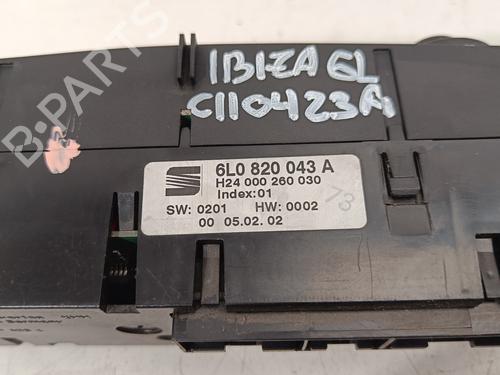 IBIZA 6L
C110423A
B-PARTS
6L0 820 043 A
H24 000 260 030
Index:01
73
SW: 0201 HW: 0002
00 05.02.02